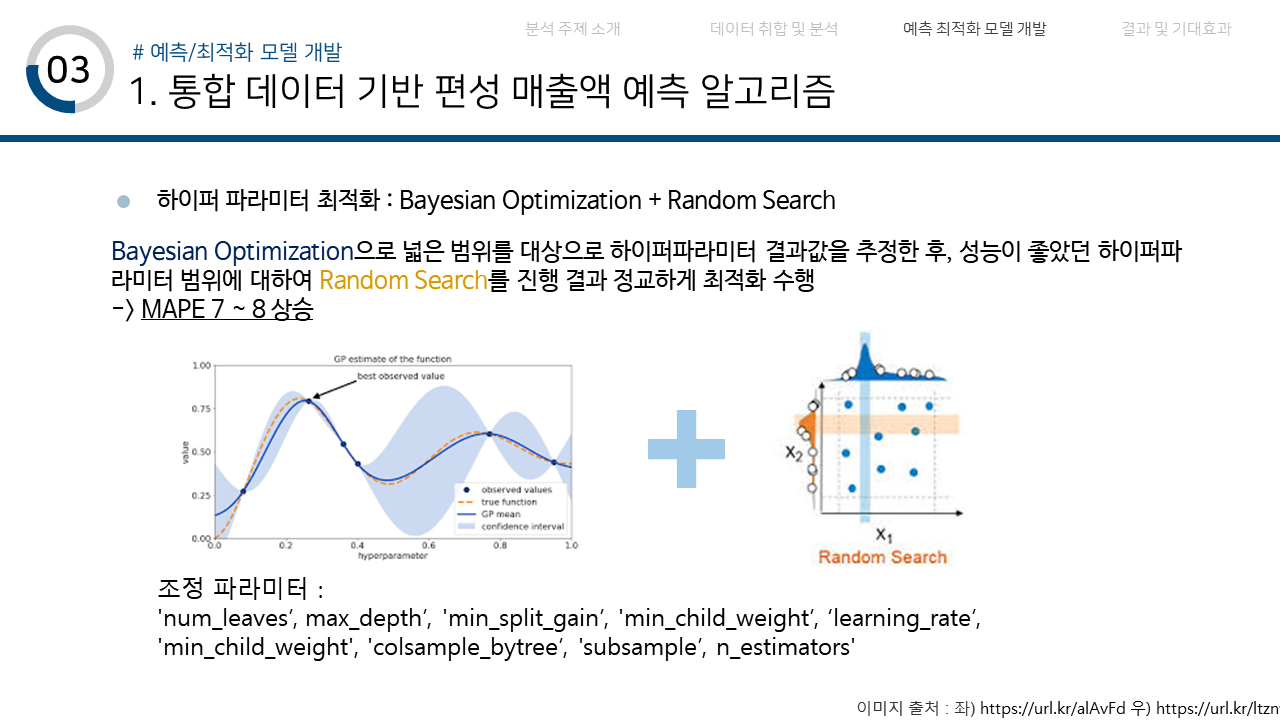 분석 주제 소개
데이터 취합 및 분석
예측 최적화 모델 개발
결과 및 기대효과
03
# 예측/최적화 모델 개발
1. 통합 데이터 기반 편성 매출액 예측 알고리즘
하이퍼 파라미터 최적화 : Bayesian Optimization + Random Search
Bayesian Optimization으로 넓은 범위를 대상으로 하이퍼파라미터 결과값을 추정한 후, 성능이 좋았던 하이퍼파
라미터 범위에 대하여 Random Search를 진행 결과 정교하게 최적화 수행
-> MAPE 7 ~ 8 상승
GP estimate of the function
best observed value
1.00
0.75
0.50
0.25
0.00
value
observed values
true function
GP mean
confidence interval
0.0 0.2 0.4 0.6 0.8 1.0
hyperparameter
X2
X1
Random Search
조정 파라미터 :
'num_leaves‘, max_depth‘, 'min_split_gain‘, 'min_child_weight‘, ‘learning_rate‘,
'min_child_weight', 'colsample_bytree‘, 'subsample‘, n_estimators'
이미지 출처 : 좌) https://url.kr/alAvFd 우) https://url.kr/ltzn